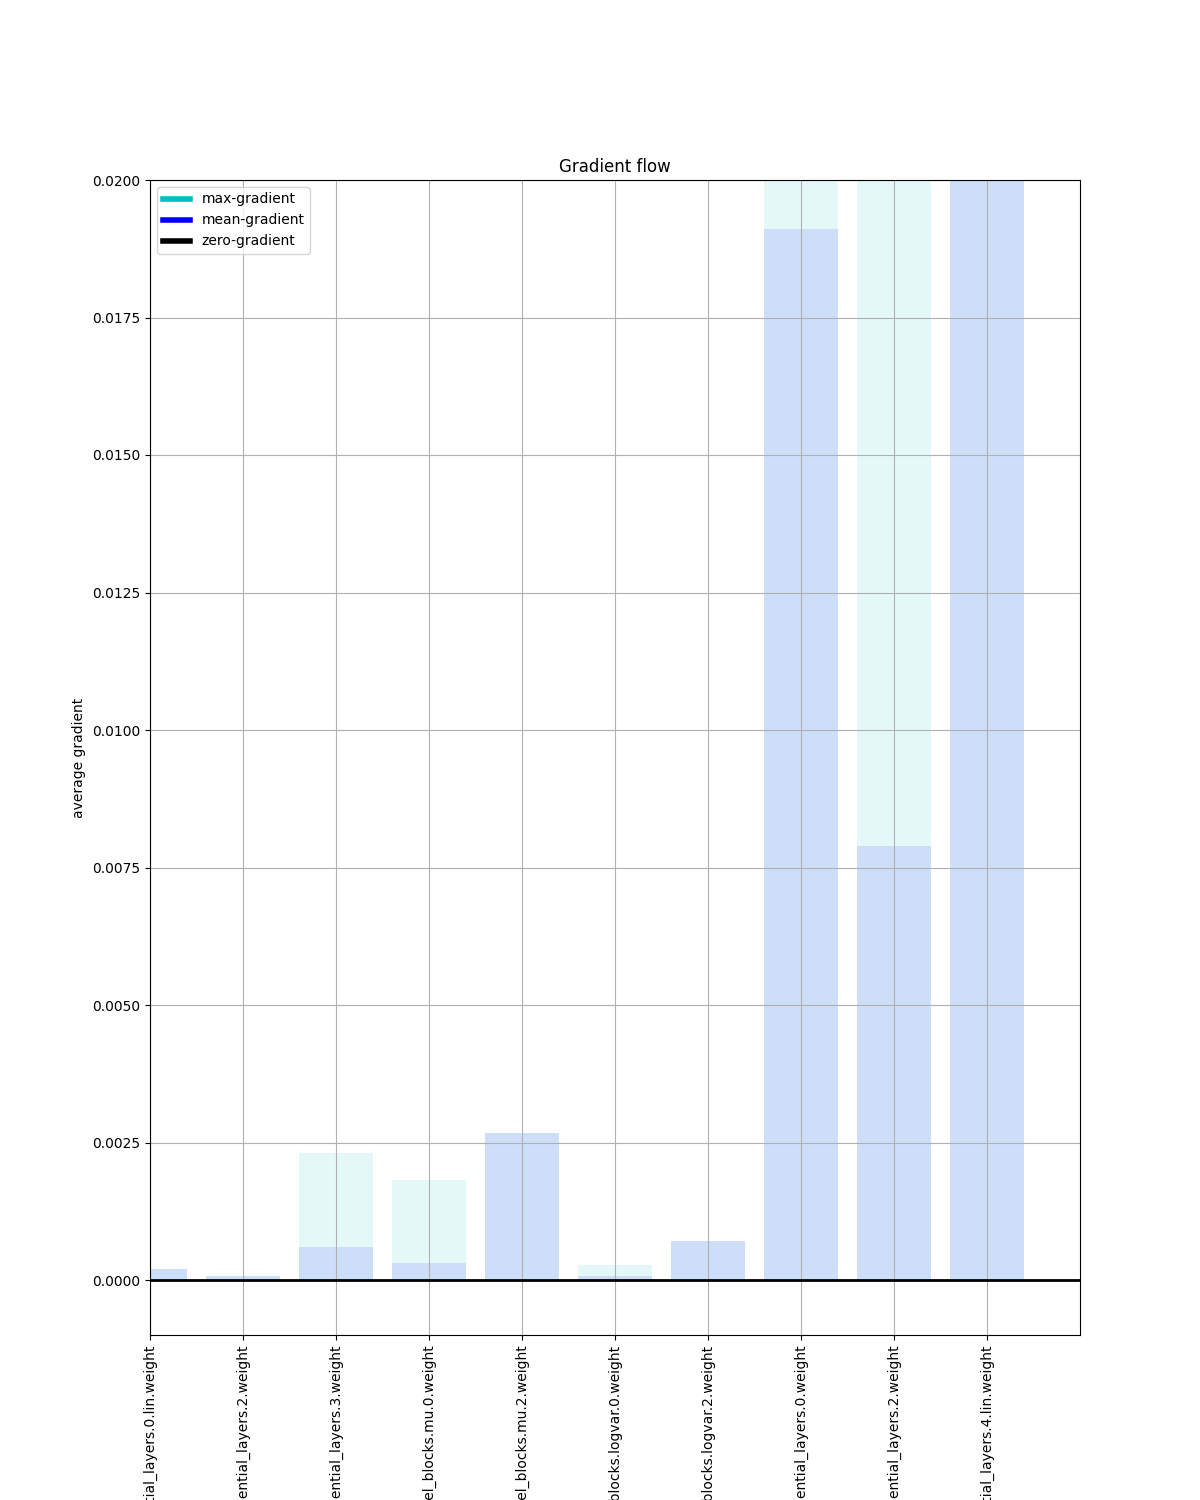 Gradient flow
max-gradient
mean-gradient
zero-gradient
0.0200
0.0175
0.0150
0.0125
0.0100
0.0075
0.0050
0.0025
0.0000
average gradient
tial_layers.0.lin.weight
ential_layers.2.weight
ential_layers.3.weight
el_blocks.mu.0.weight
el_blocks.mu.2.weight
blocks.logvar.0.weight
blocks.logvar.2.weight
ential_layers.0.weight
ential_layers.2.weight
tial_layers.4.lin.weight